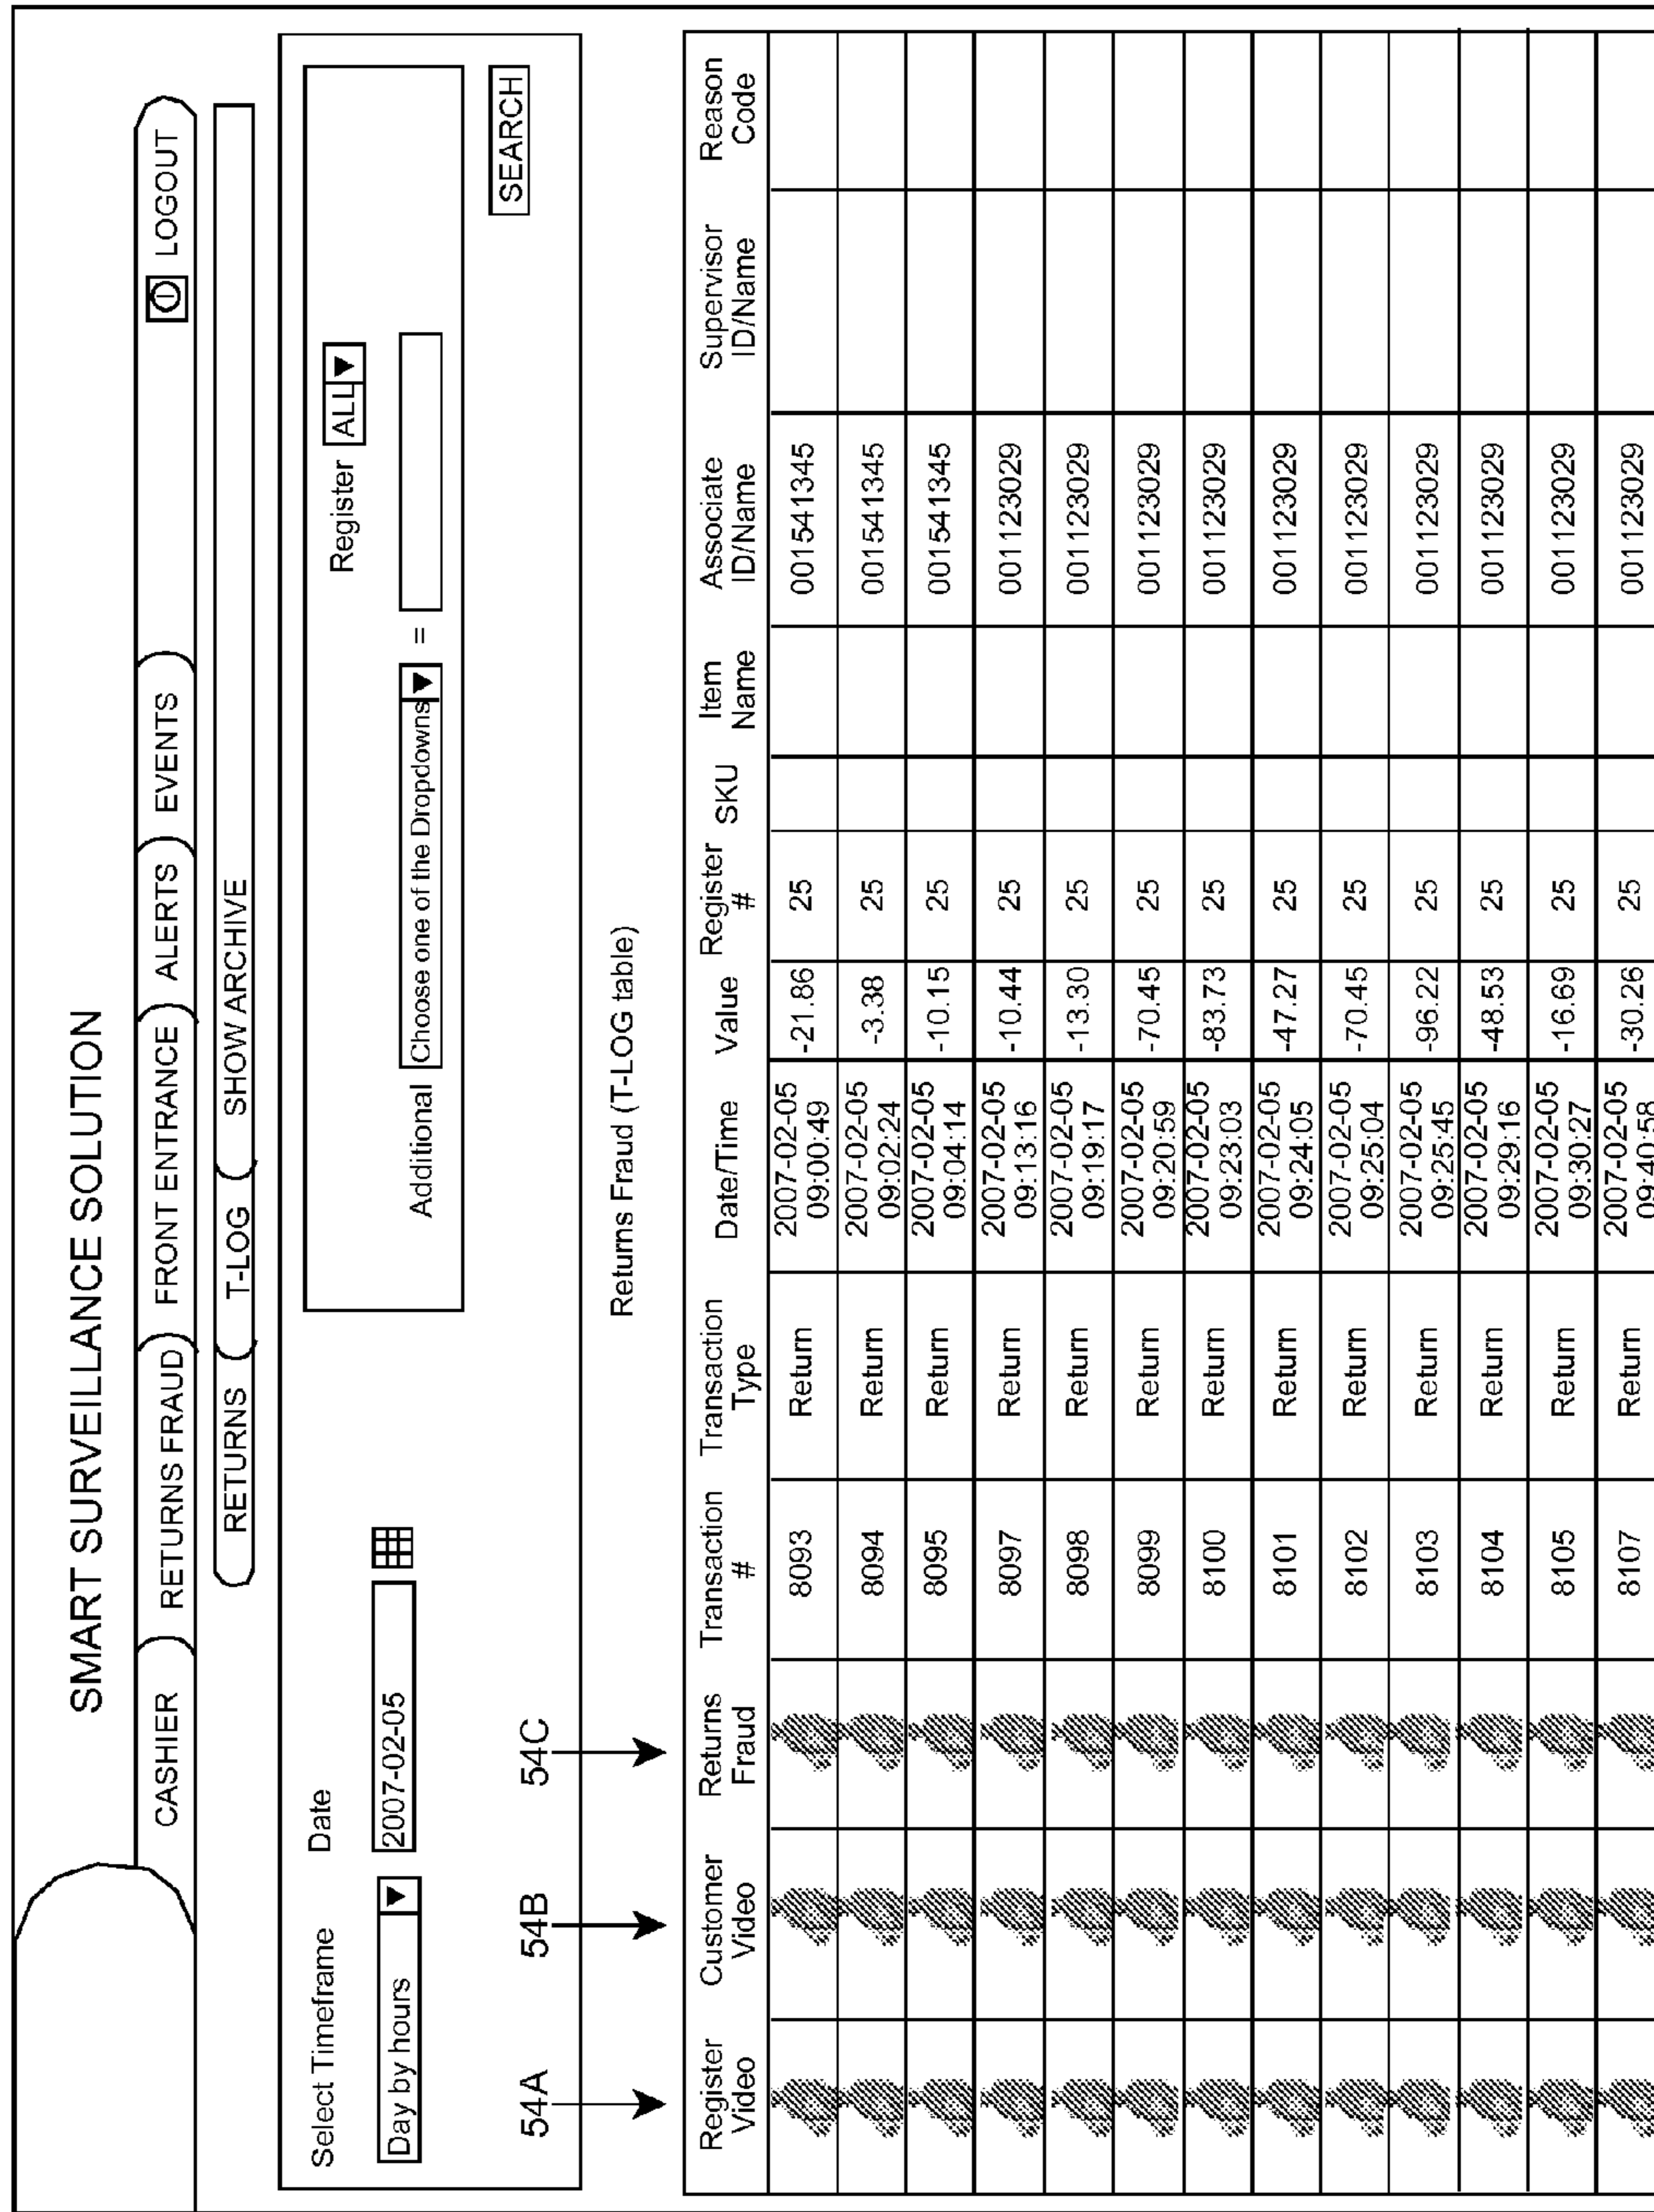 SMART SURVEILLANCE SOLUTION
CASHIER RETURNS FRAUD FRONT ENTRANCE ALERTS EVENTS LOGOUT
RETURNS T-LOG SHOW ARCHIVE
Select Timeframe Date Register ALL
Day by hours 2007-02-05 Additional Choose one of the Dropdowns =
SEARCH
54A 54B 54C
Returns Fraud (T-LOG table)
Register Video Customer Video Returns Fraud Transaction # Transaction Type Date/Time Value Register # SKU Item Name Associate ID/Name Supervisor ID/Name Reason Code
8093 Return 2007-02-05 09:00:49 -21.86 25 001541345
8094 Return 2007-02-05 09:02:24 -3.38 25 001541345
8095 Return 2007-02-05 09:04:14 -10.15 25 001541345
8097 Return 2007-02-05 09:13:16 -10.44 25 001123029
8098 Return 2007-02-05 09:19:17 -13.30 25 001123029
8099 Return 2007-02-05 09:20:59 -70.45 25 001123029
8100 Return 2007-02-05 09:23:03 -83.73 25 001123029
8101 Return 2007-02-05 09:24:05 -47.27 25 001123029
8102 Return 2007-02-05 09:25:04 -70.45 25 001123029
8103 Return 2007-02-05 09:25:45 -96.22 25 001123029
8104 Return 2007-02-05 09:29:16 -48.53 25 001123029
8105 Return 2007-02-05 09:30:27 -16.69 25 001123029
8107 Return 2007-02-05 09:40:58 -30.26 25 001123029